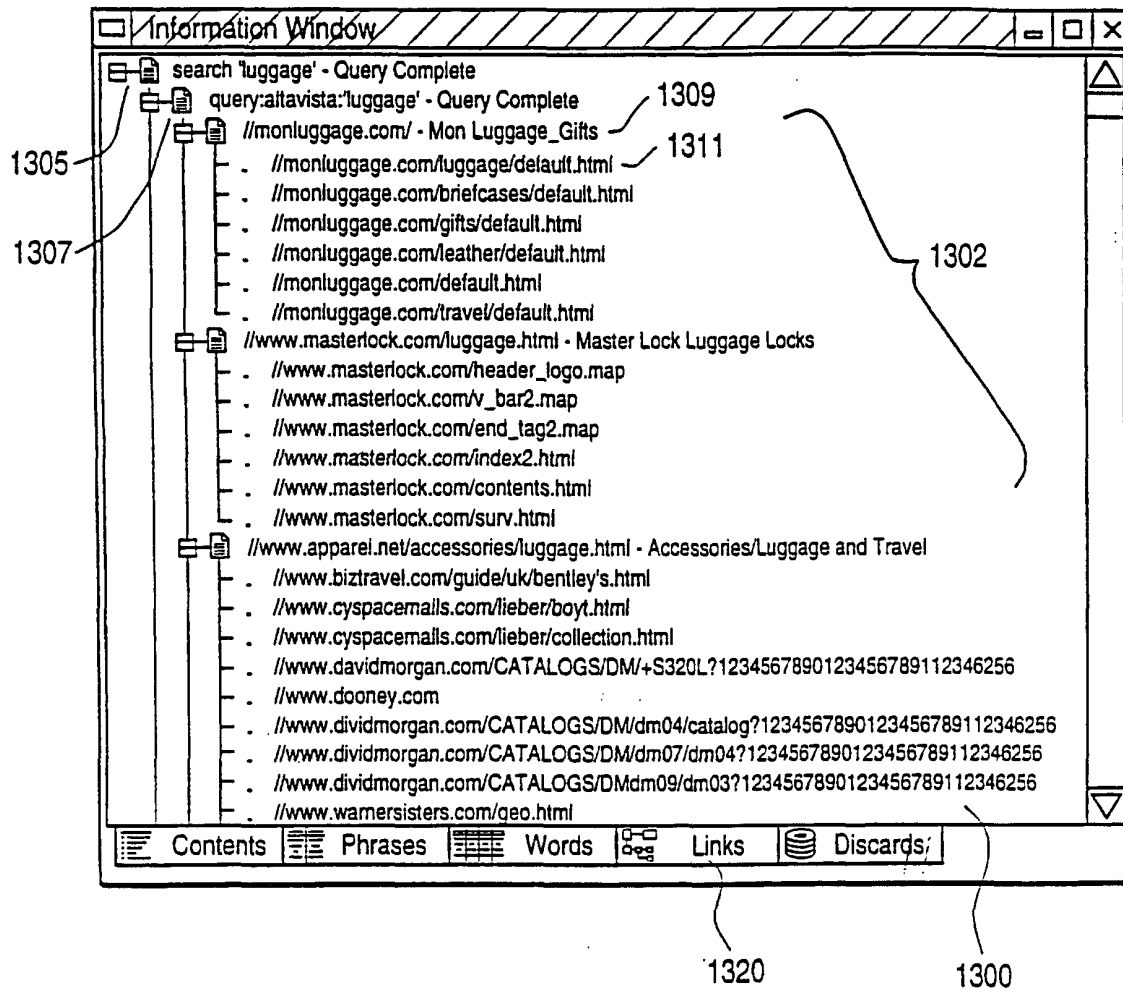 Information Window
search 'luggage' - Query Complete
query:altavista:'luggage' - Query Complete
1309
//monluggage.com/ - Mon Luggage_Gifts
1311
1305
//monluggage.com/luggage/default.html
//monluggage.com/briefcases/default.html
//monluggage.com/gifts/default.html
1307
//monluggage.com/leather/default.html
1302
//monluggage.com/default.html
//monluggage.com/travel/default.html
//www.masterlock.com/luggage.html - Master Lock Luggage Locks
//www.masterlock.com/header_logo.map
//www.masterlock.com/v_bar2.map
//www.masterlock.com/end_tag2.map
//www.masterlock.com/index2.html
//www.masterlock.com/contents.html
//www.masterlock.com/surv.html
//www.apparel.net/accessories/luggage.html - Accessories/Luggage and Travel
//www.biztravel.com/guide/uk/bentley's.html
//www.cyspacemalls.com/lieber/boyt.html
//www.cyspacemalls.com/lieber/collection.html
//www.davidmorgan.com/CATALOGS/DM/+S320L?1234567890123456789112346256
//www.dooney.com
//www.dividmorgan.com/CATALOGS/DM/dm04/catalog?1234567890123456789112346256
//www.dividmorgan.com/CATALOGS/DM/dm07/dm04?1234567890123456789112346256
//www.dividmorgan.com/CATALOGS/DMdm09/dm03?1234567890123456789112346256
//www.warnersisters.com/geo.html
Contents Phrases Words Links Discards
1320
1300